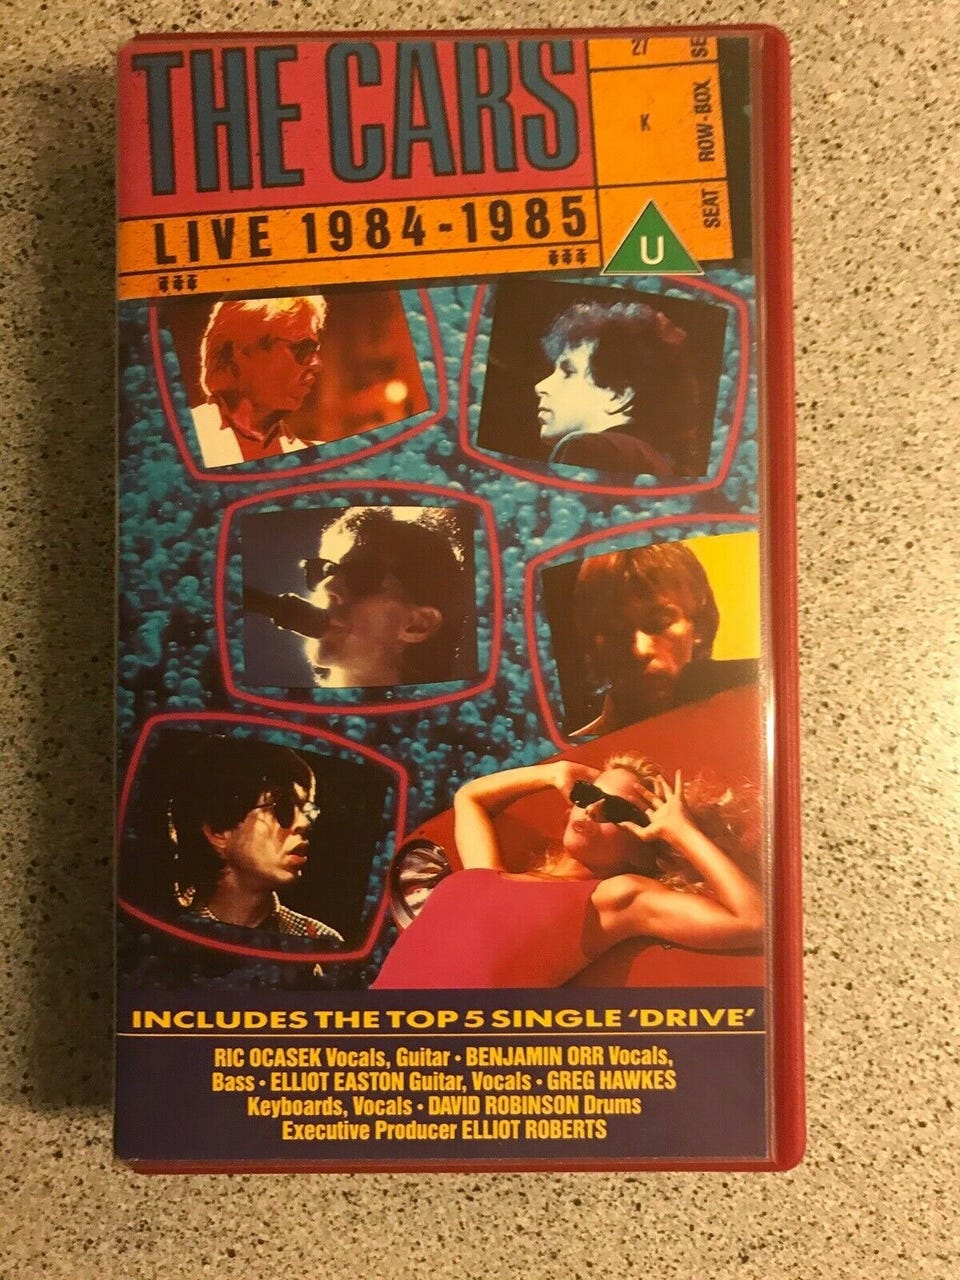 THE CARS
LIVE 1984-1985
27
K
ROW-BOX
SEAT
U
INCLUDES THE TOP 5 SINGLE 'DRIVE'
RIC OCASEK Vocals, Guitar • BENJAMIN ORR Vocals,
Bass • ELLIOT EASTON Guitar, Vocals • GREG HAWKES
Keyboards, Vocals • DAVID ROBINSON Drums
Executive Producer ELLIOT ROBERTS